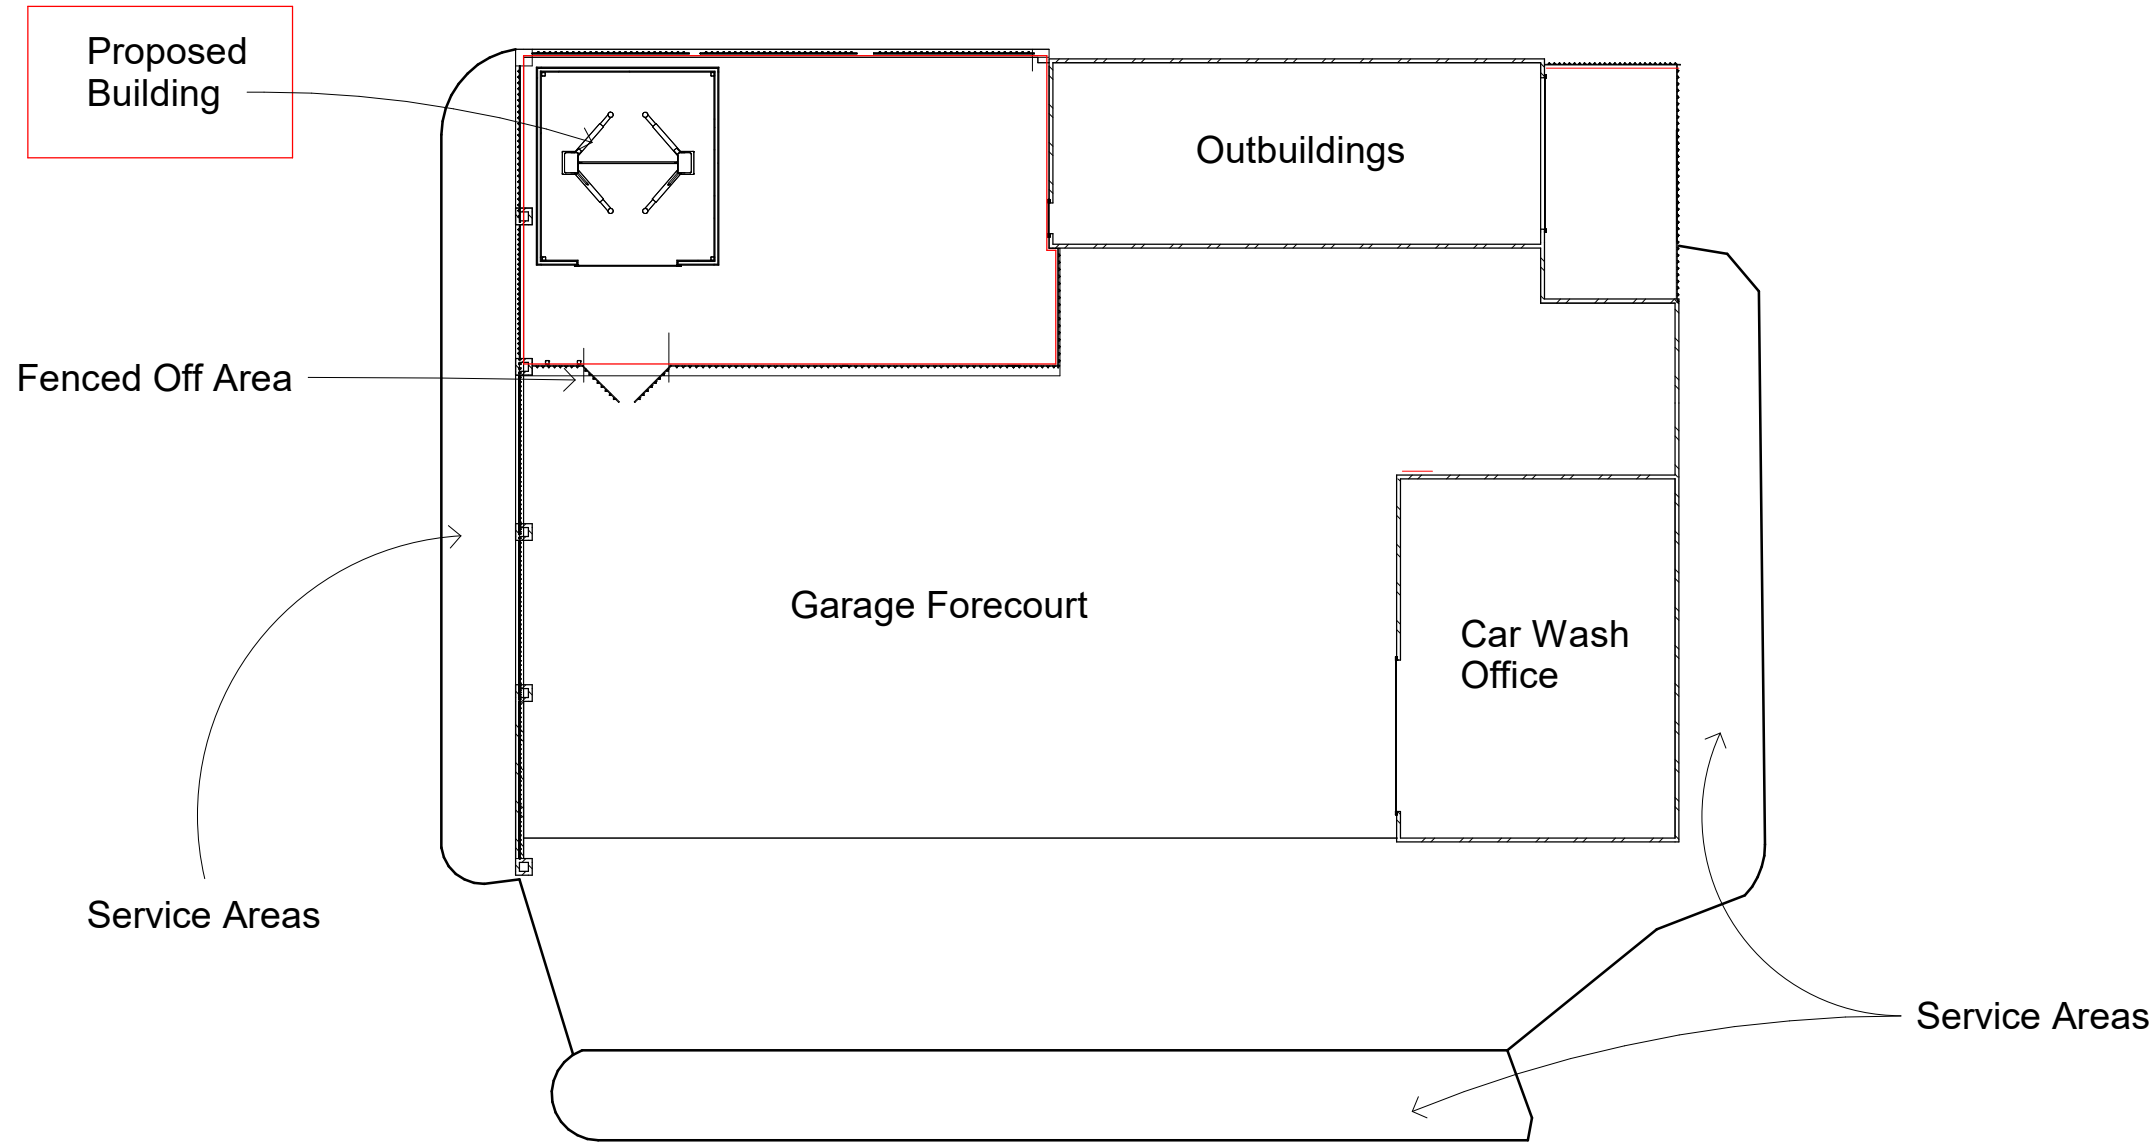 Proposed
Building
Outbuildings
Fenced Off Area
Garage Forecourt
Car Wash
Office
Service Areas
Service Areas